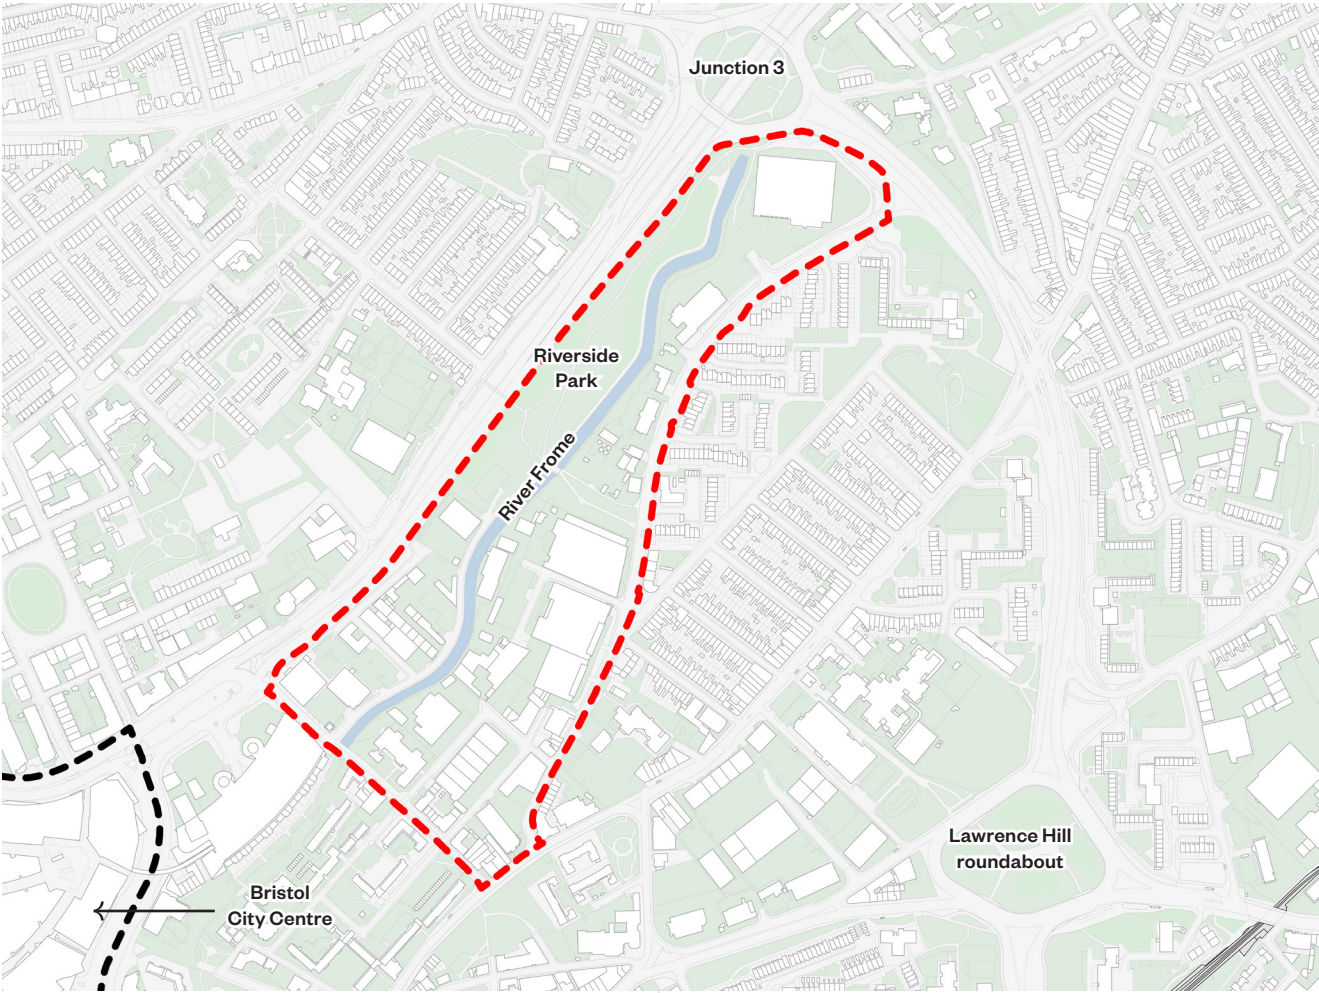 Junction 3
Riverside
Park
River Frome
Lawrence Hill
roundabout
Bristol
City Centre